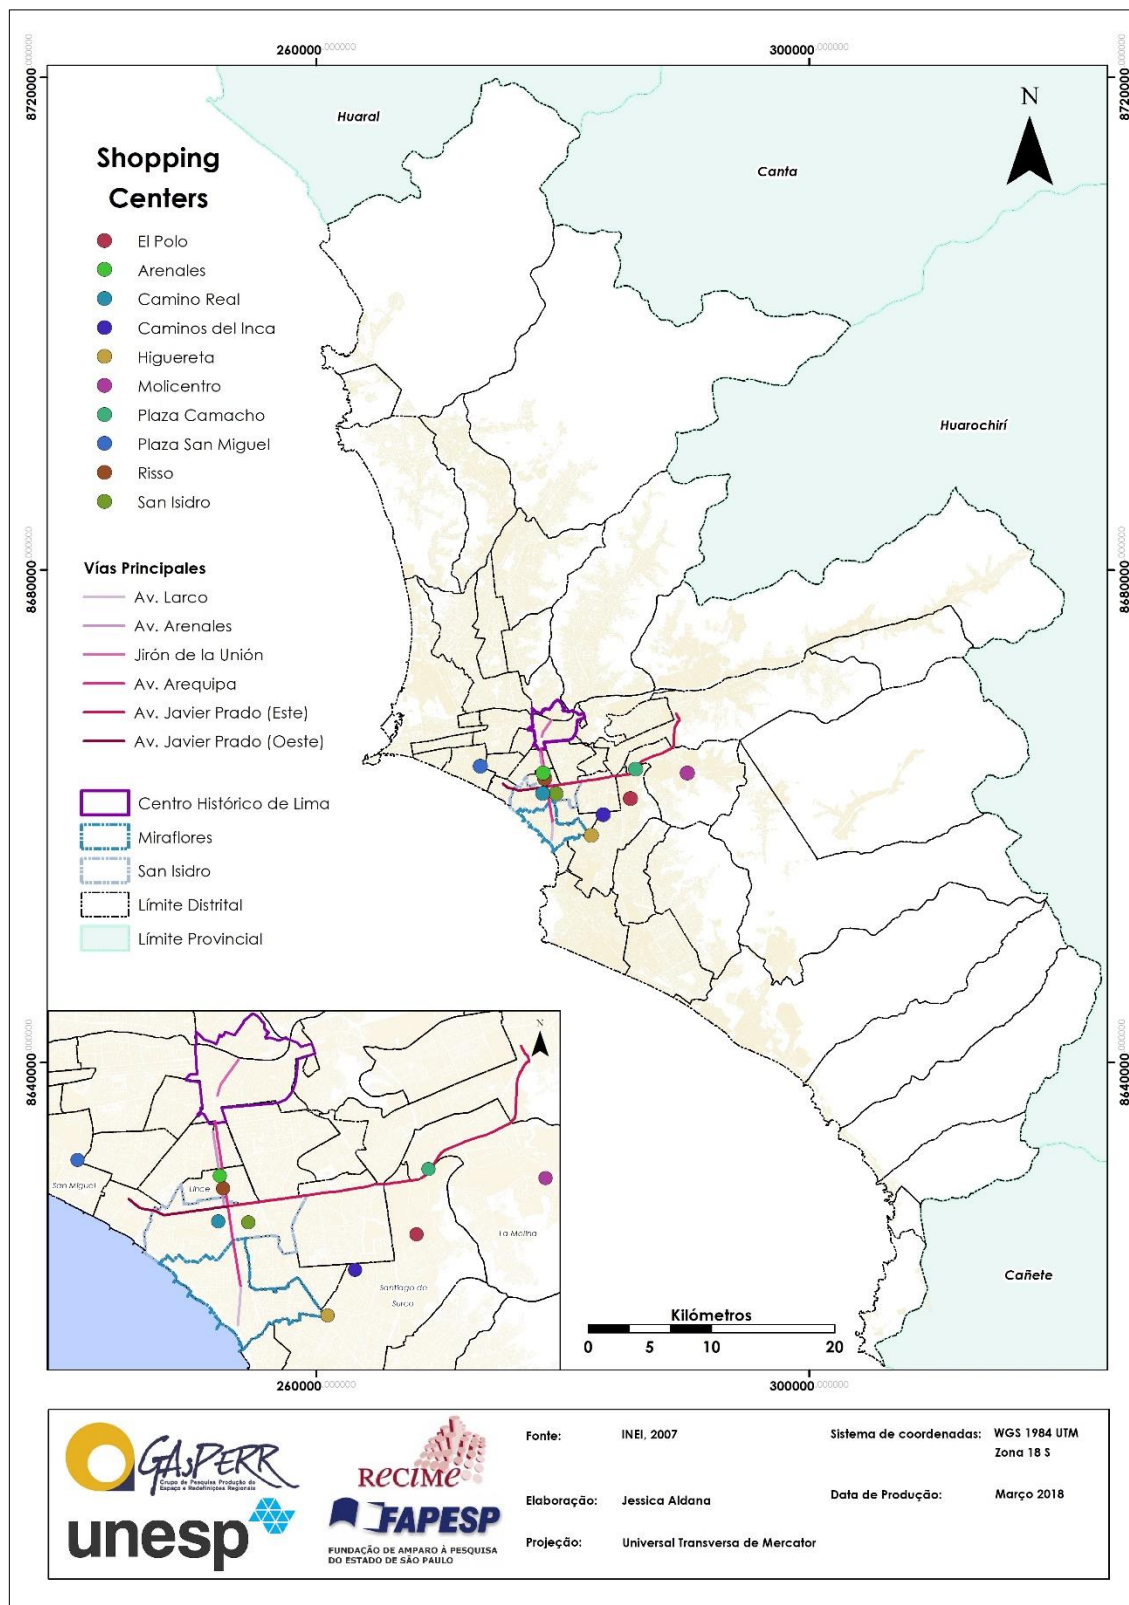 260000.000000
300000.000000
8720000.000000
8720000.000000
N
Huaral
Canta
Shopping
Centers
El Polo
Arenales
Camino Real
Caminos del Inca
Higuereta
Molicentro
Plaza Camacho
Plaza San Miguel
Risso
San Isidro
Huarochirí
Vías Principales
Av. Larco
Av. Arenales
Jirón de la Unión
Av. Arequipa
Av. Javier Prado (Este)
Av. Javier Prado (Oeste)
8680000.000000
8680000.000000
Centro Histórico de Lima
Miraflores
San Isidro
Límite Distrital
Límite Provincial
N
8640000.000000
8640000.000000
San Miguel
Lince
La Molina
Santiago de
Surco
Cañete
Kilómetros
0 5 10 20
260000.000000
300000.000000
GAsPERR
Grupo de Pesquisa Produção do
Espaço e Redefinições Regionais
unesp
ReCiMe
FAPESP
FUNDAÇÃO DE AMPARO À PESQUISA
DO ESTADO DE SÃO PAULO
Fonte: INEI, 2007
Elaboração: Jessica Aldana
Projeção: Universal Transversa de Mercator
Sistema de coordenadas: WGS 1984 UTM
Zona 18 S
Data de Produção: Março 2018